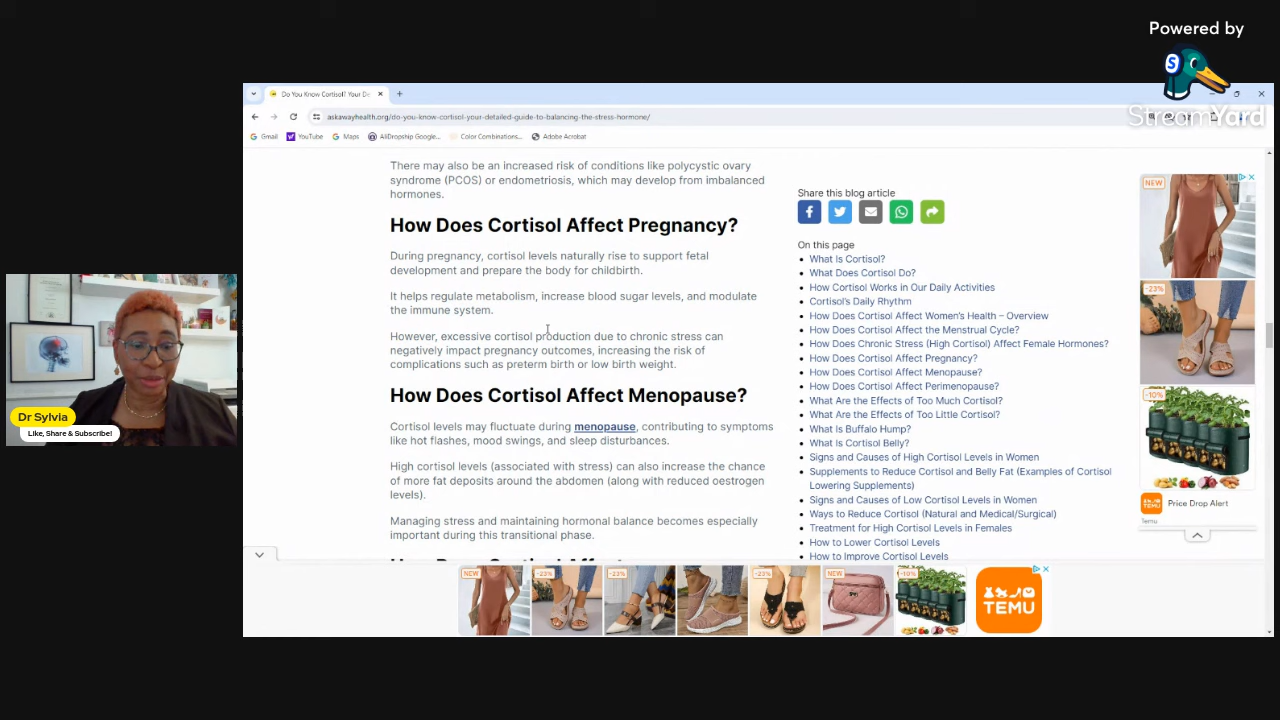 Powered by
StreamYard
Do You Know Cortisol? Your De
askawayhealth.org/do-you-know-cortisol-your-detailed-guide-to-balancing-the-stress-hormone/
Gmail
YouTube
Maps
AliDropship Google...
Color Combinations...
Adobe Acrobat
There may also be an increased risk of conditions like polycystic ovary
syndrome (PCOS) or endometriosis, which may develop from imbalanced
hormones.
How Does Cortisol Affect Pregnancy?
During pregnancy, cortisol levels naturally rise to support fetal
development and prepare the body for childbirth.
It helps regulate metabolism, increase blood sugar levels, and modulate
the immune system.
However, excessive cortisol production due to chronic stress can
negatively impact pregnancy outcomes, increasing the risk of
complications such as preterm birth or low birth weight.
How Does Cortisol Affect Menopause?
Cortisol levels may fluctuate during menopause, contributing to symptoms
like hot flashes, mood swings, and sleep disturbances.
High cortisol levels (associated with stress) can also increase the chance
of more fat deposits around the abdomen (along with reduced oestrogen
levels).
Managing stress and maintaining hormonal balance becomes especially
important during this transitional phase.
Share this blog article
On this page
What Is Cortisol?
What Does Cortisol Do?
How Cortisol Works in Our Daily Activities
Cortisol's Daily Rhythm
How Does Cortisol Affect Women's Health – Overview
How Does Cortisol Affect the Menstrual Cycle?
How Does Chronic Stress (High Cortisol) Affect Female Hormones?
How Does Cortisol Affect Pregnancy?
How Does Cortisol Affect Menopause?
How Does Cortisol Affect Perimenopause?
What Are the Effects of Too Much Cortisol?
What Are the Effects of Too Little Cortisol?
What Is Buffalo Hump?
What Is Cortisol Belly?
Signs and Causes of High Cortisol Levels in Women
Supplements to Reduce Cortisol and Belly Fat (Examples of Cortisol
Lowering Supplements)
Signs and Causes of Low Cortisol Levels in Women
Ways to Reduce Cortisol (Natural and Medical/Surgical)
Treatment for High Cortisol Levels in Females
How to Lower Cortisol Levels
How to Improve Cortisol Levels
NEW
-23%
-10%
Price Drop Alert
TEMU
Temu
Dr Sylvia
Like, Share & Subscribe!
NEW
-23%
-23%
-23%
NEW
-10%
TEMU